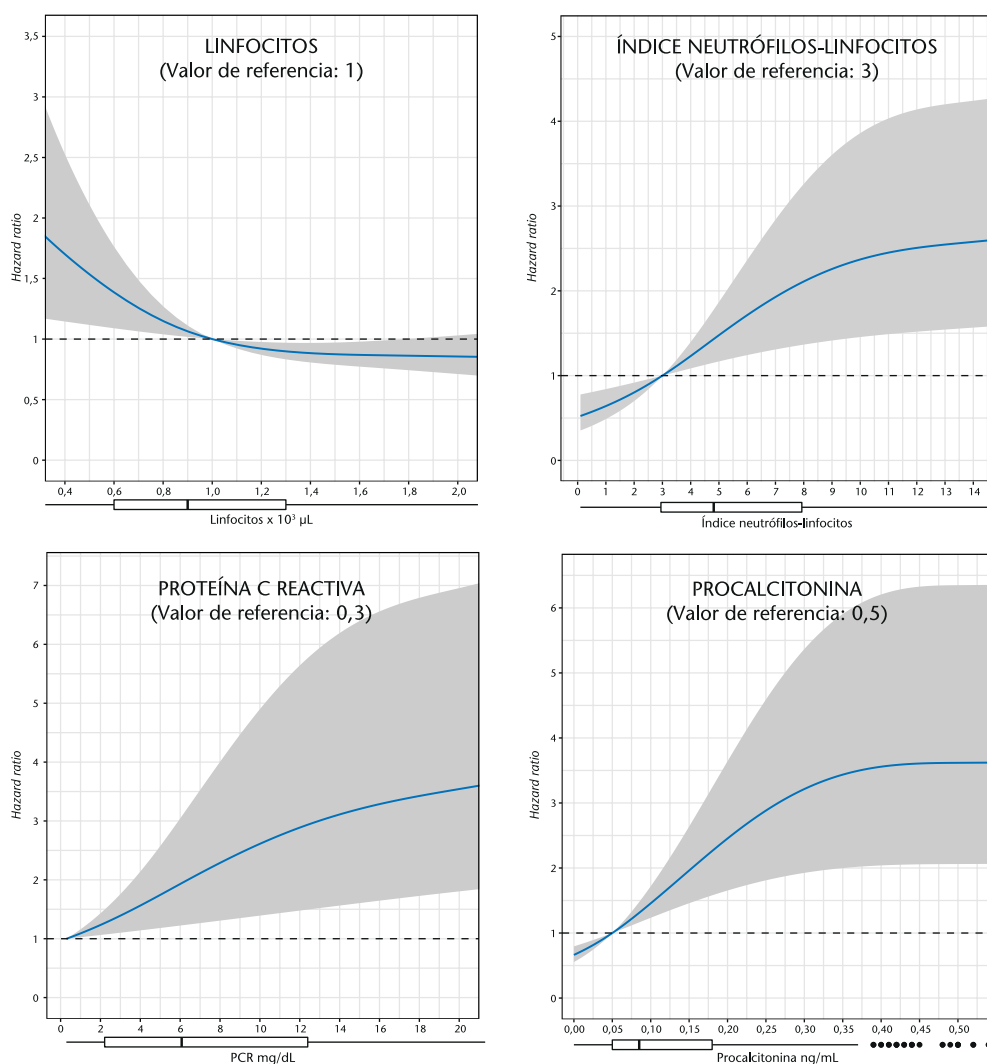 LINFOCITOS
(Valor de referencia: 1)
3,5
3
2,5
2
1,5
1
0,5
0
Hazard ratio
0,4 0,6 0,8 1,0 1,2 1,4 1,6 1,8 2,0
Linfocitos x 10³ µL
ÍNDICE NEUTRÓFILOS-LINFOCITOS
(Valor de referencia: 3)
5
4
3
2
1
0
Hazard ratio
0 1 2 3 4 5 6 7 8 9 10 11 12 13 14
Índice neutrófilos-linfocitos
PROTEÍNA C REACTIVA
(Valor de referencia: 0,3)
7
6
5
4
3
2
1
0
Hazard ratio
0 2 4 6 8 10 12 14 16 18 20
PCR mg/dL
PROCALCITONINA
(Valor de referencia: 0,5)
6
5
4
3
2
1
0
Hazard ratio
0,00 0,05 0,10 0,15 0,20 0,25 0,30 0,35 0,40 0,45 0,50
Procalcitonina ng/mL